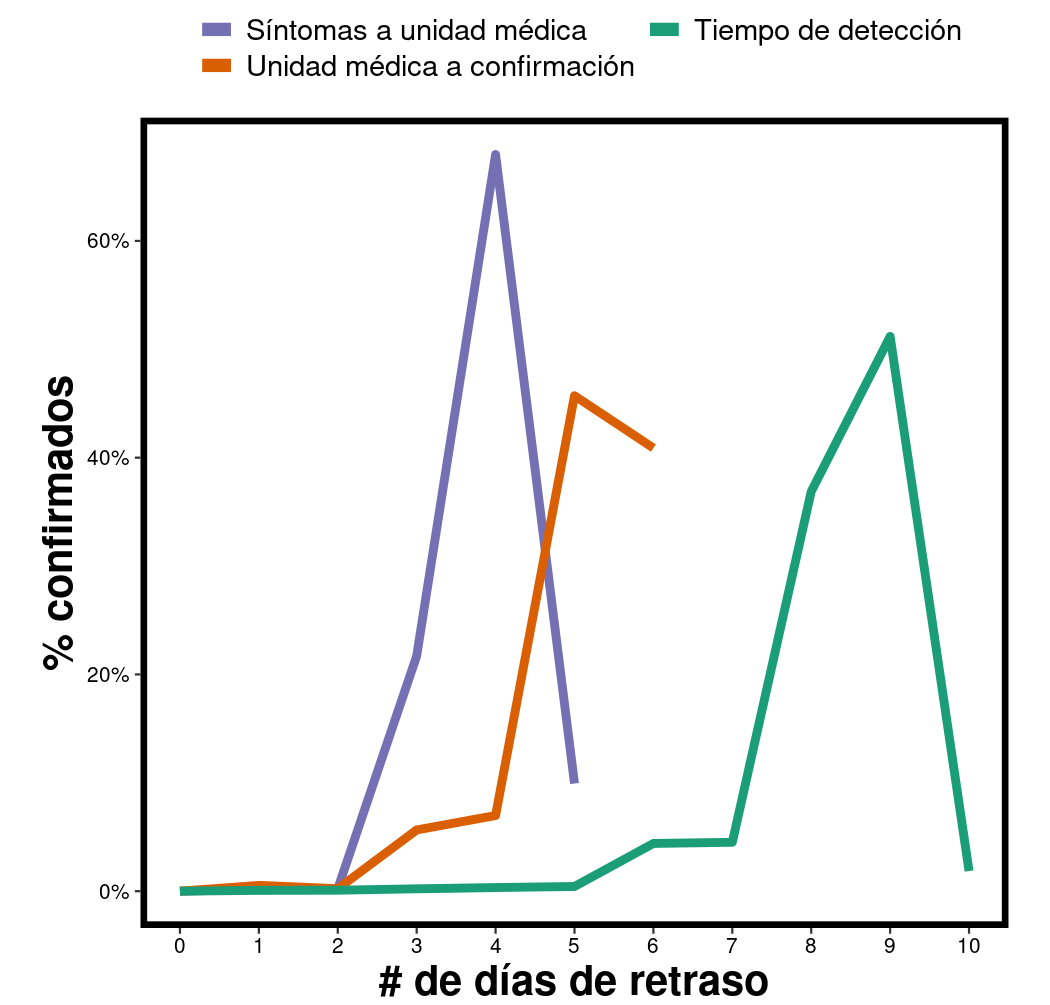 Síntomas a unidad médica
Tiempo de detección
Unidad médica a confirmación
60%
40%
20%
0%
% confirmados
0 1 2 3 4 5 6 7 8 9 10
# de días de retraso